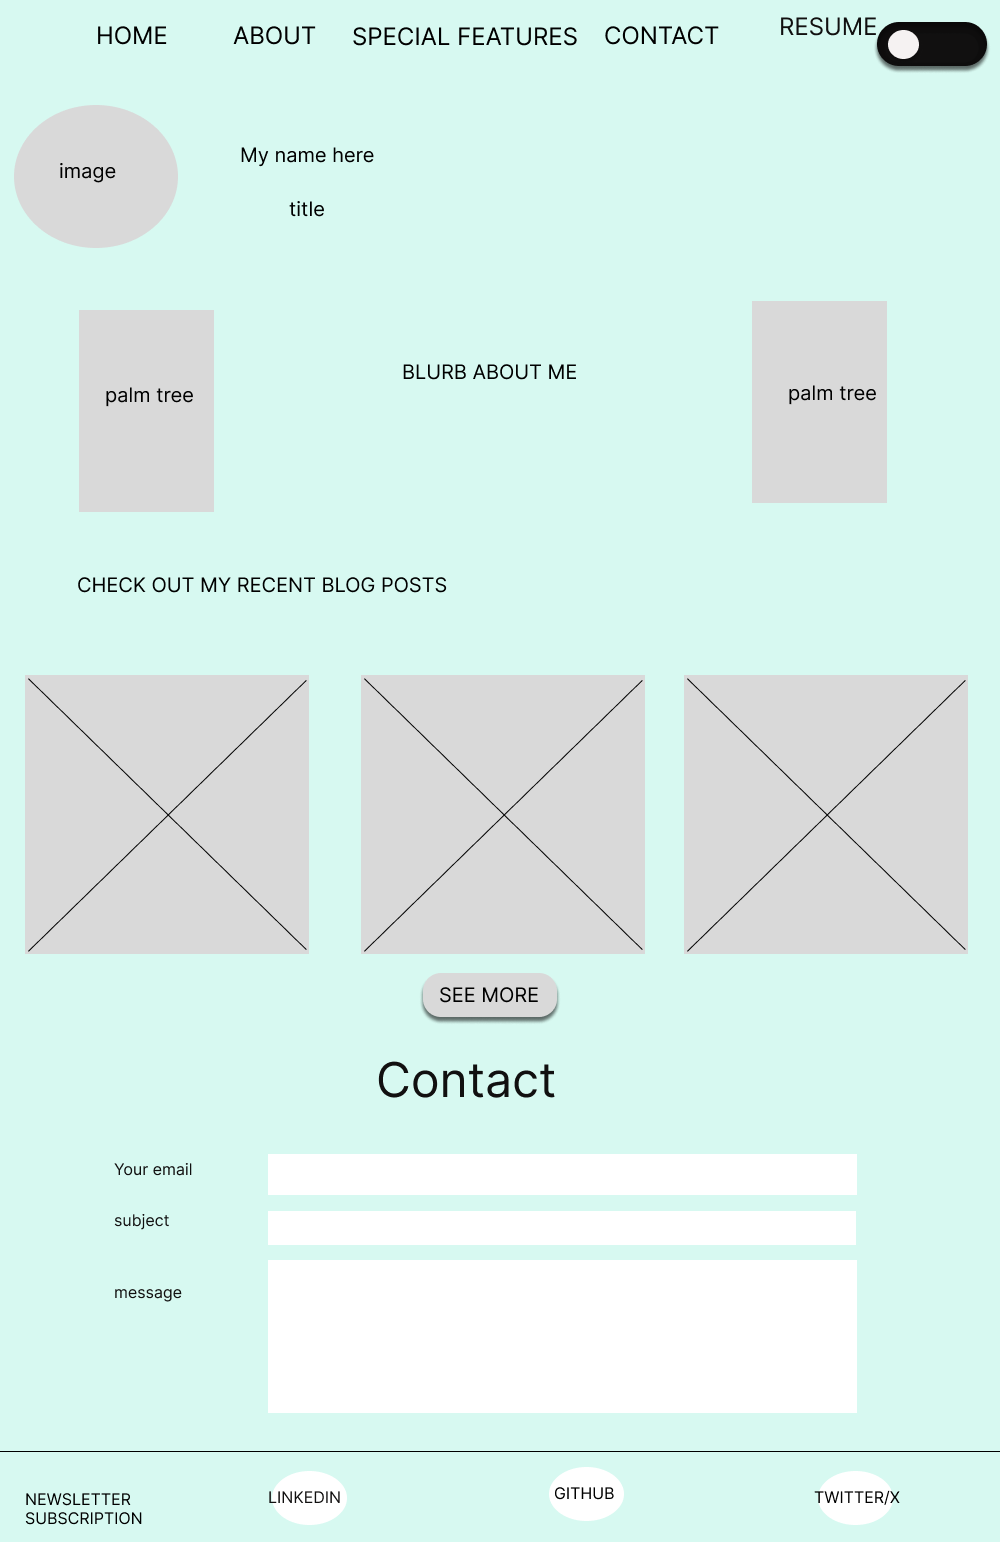 HOME ABOUT SPECIAL FEATURES CONTACT RESUME
image
My name here
title
palm tree
BLURB ABOUT ME
palm tree
CHECK OUT MY RECENT BLOG POSTS
SEE MORE
Contact
Your email
subject
message
NEWSLETTER
SUBSCRIPTION
LINKEDIN
GITHUB
TWITTER/X